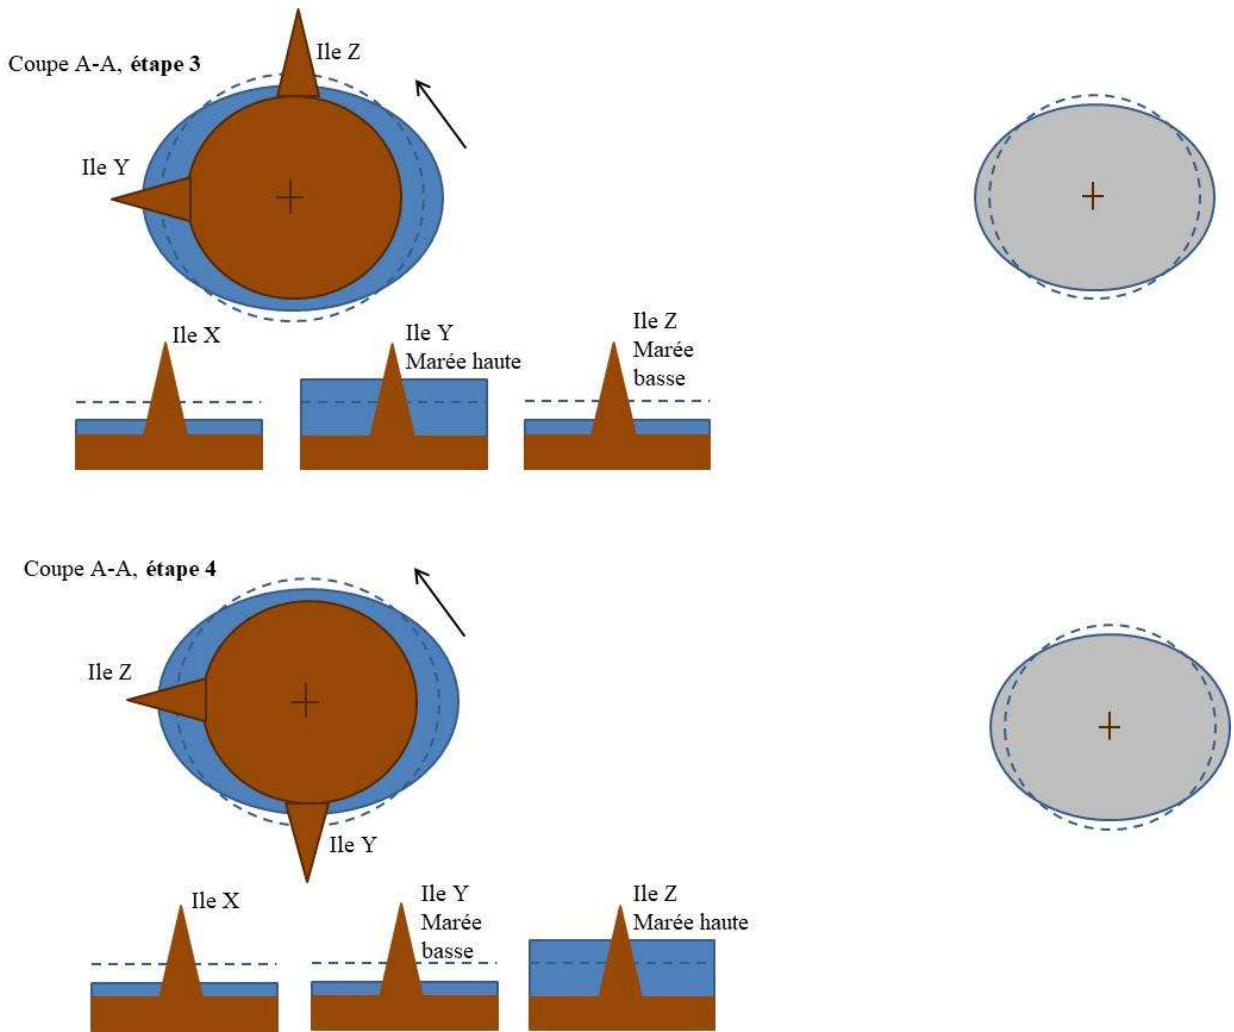 Ile Z
Coupe A-A, étape 3
Ile Y
Ile X
Ile Y
Marée haute
Ile Z
Marée
basse
Coupe A-A, étape 4
Ile Z
Ile Y
Ile X
Ile Y
Marée
basse
Ile Z
Marée haute